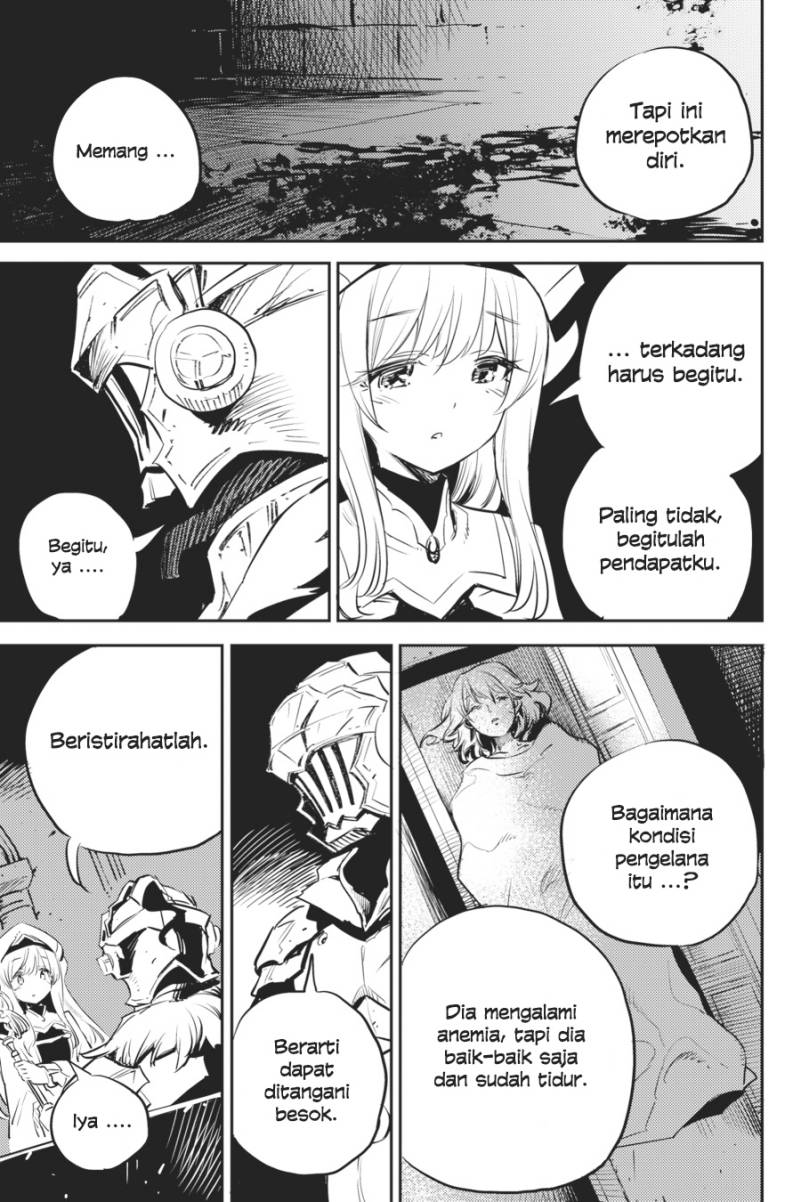 Tapi ini
merepotkan
diri.
Memang ...
... terkadang
harus begitu.
Paling tidak,
begitulah
pendapatku.
Begitu,
ya ....
Bagaimana
kondisi
pengelana
itu ...?
Dia mengalami
anemia, tapi dia
baik-baik saja
dan sudah tidur.
Berarti
dapat
ditangani
besok.
Beristirahatlah.
Iya ....